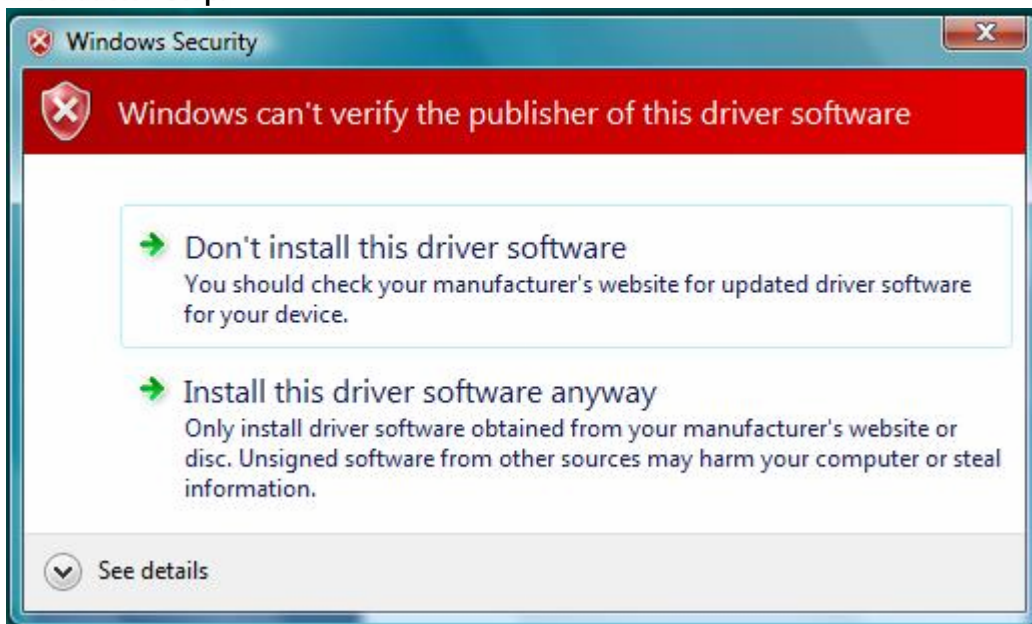 Windows Security
Windows can't verify the publisher of this driver software
Don't install this driver software
You should check your manufacturer's website for updated driver software
for your device.
Install this driver software anyway
Only install driver software obtained from your manufacturer's website or
disc. Unsigned software from other sources may harm your computer or steal
information.
See details